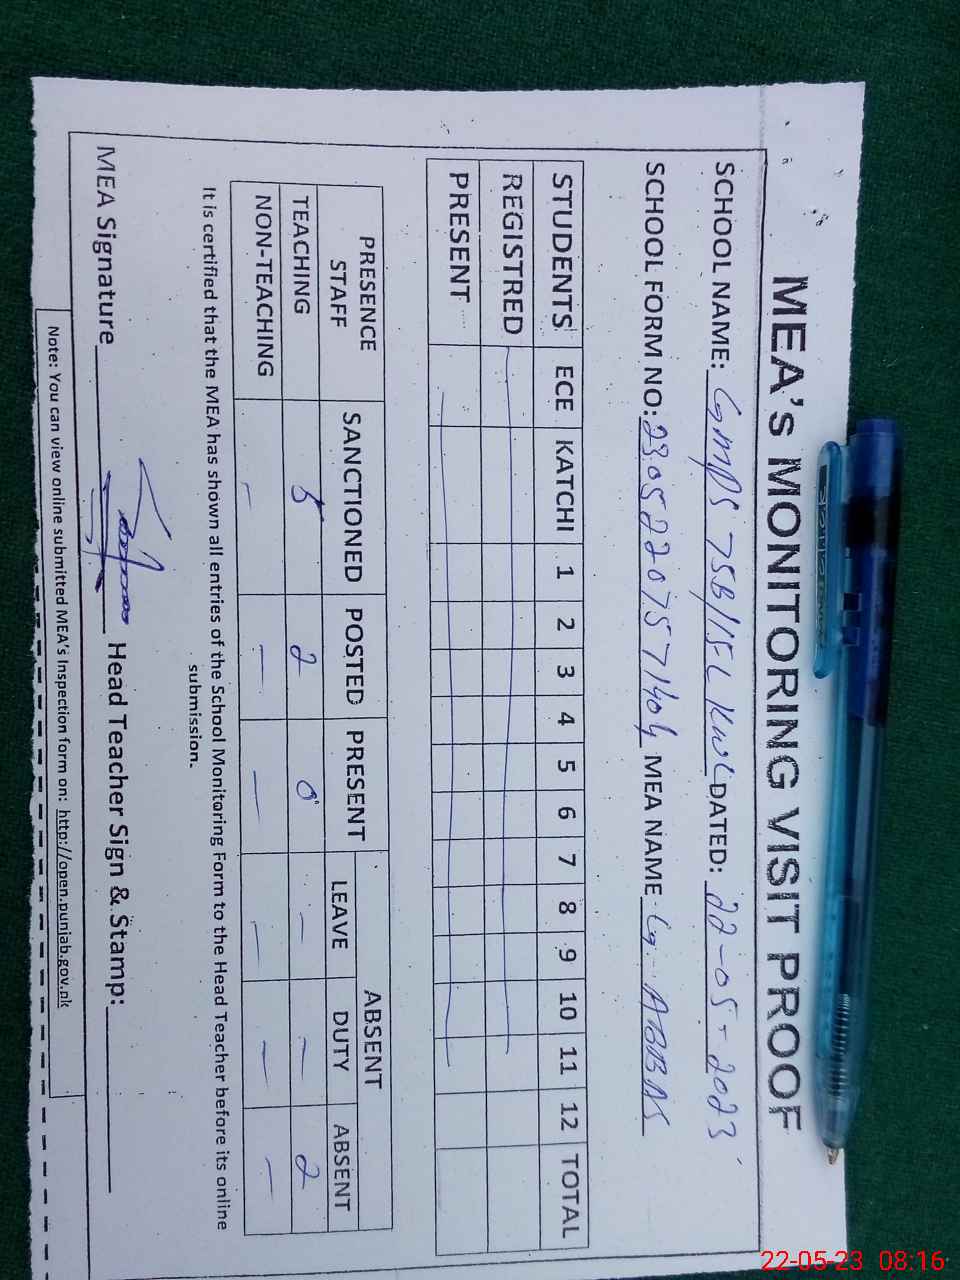 MEA's MONITORING VISIT PROOF
SCHOOL NAME: GMPS 75B/15L KWL DATED: 22-05-2023
SCHOOL FORM NO: MEA NAME G. ABBAS
STUDENTS ECE KATCHI 1 2 3 4 5 6 7 8 9 10 11 12 TOTAL
REGISTRED
PRESENT
PRESENCE STAFF SANCTIONED POSTED PRESENT ABSENT
LEAVE DUTY ABSENT
TEACHING 5 2 0 - - 2
NON-TEACHING - - - - - -
It is certified that the MEA has shown all entries of the School Monitoring Form to the Head Teacher before its online
submission.
MEA Signature Head Teacher Sign & Stamp:
Note: You can view online submitted MEA's Inspection form on: http://open.punjab.gov.pk
22-05-23 08:16